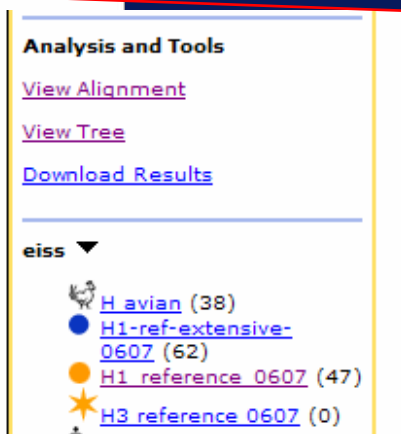 Analysis and Tools
View Alignment
View Tree
Download Results
eiss
H avian (38)
H1-ref-extensive-
0607 (62)
H1 reference 0607 (47)
H3 reference 0607 (0)